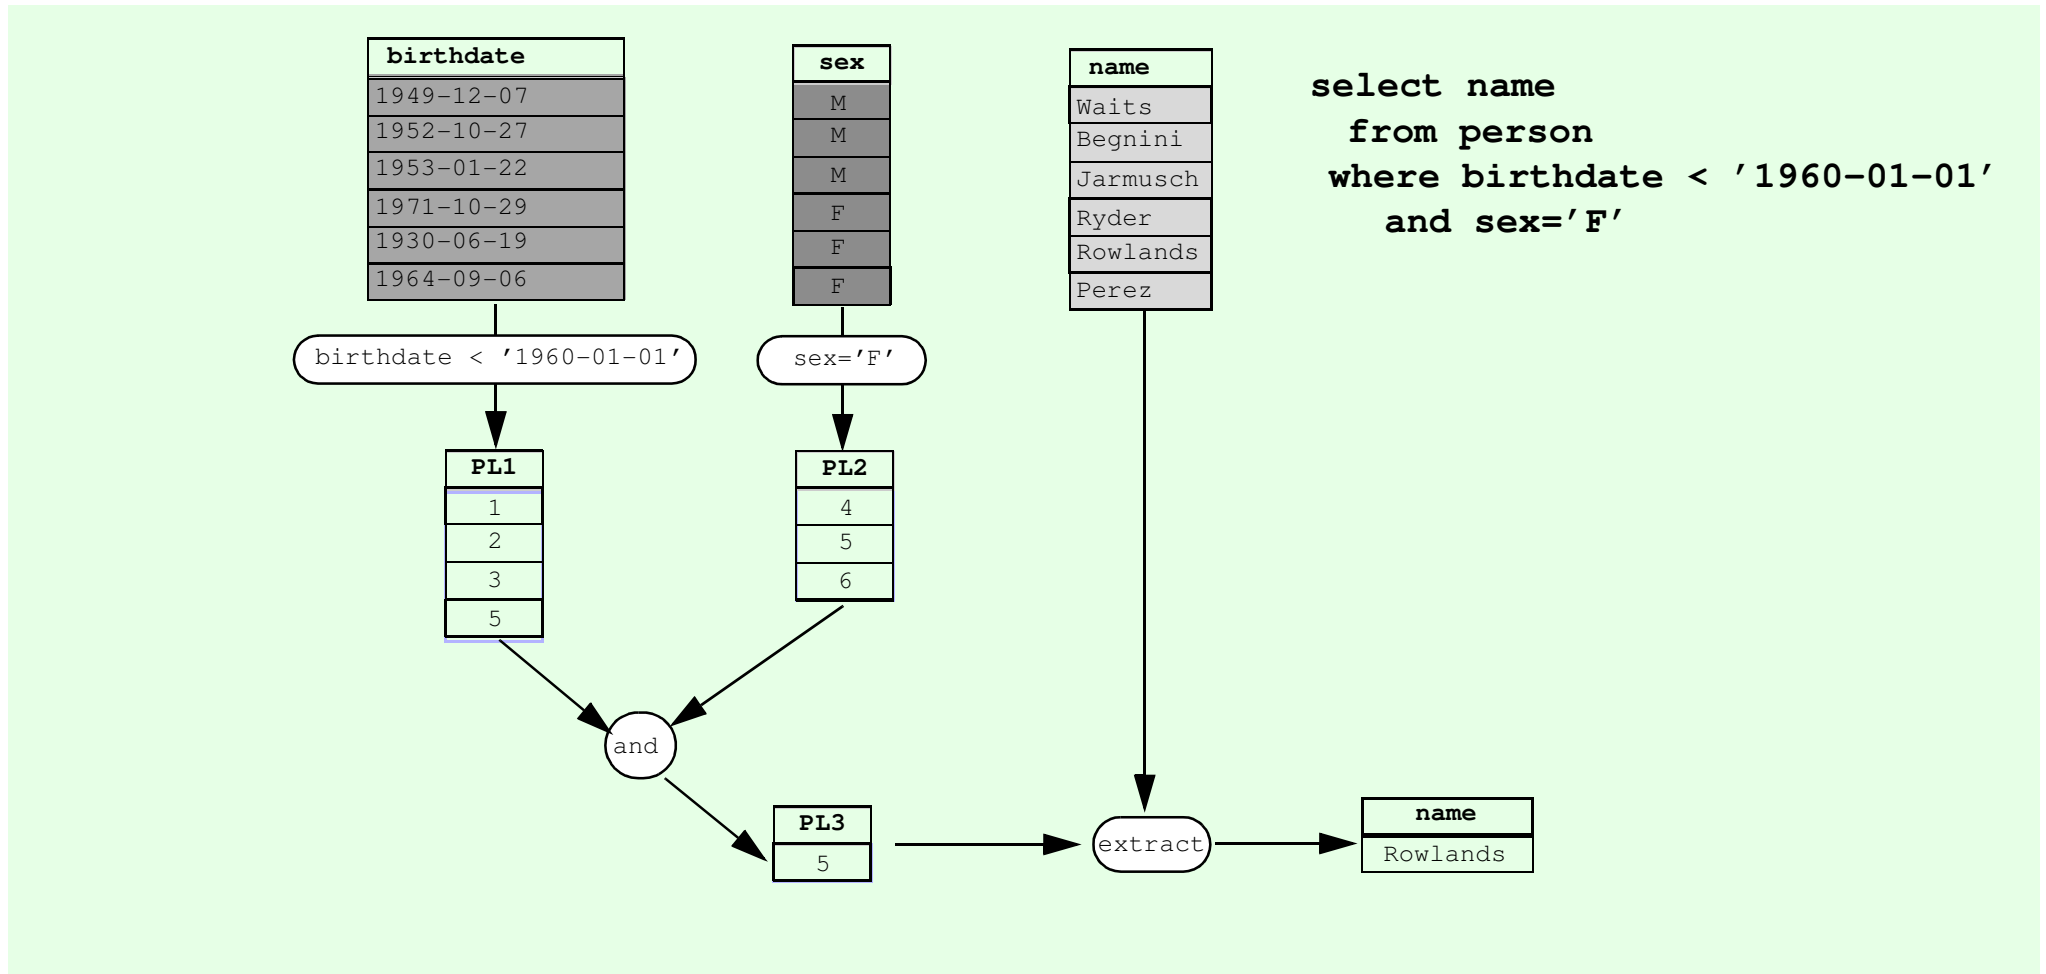 birthdate
1949-12-07
1952-10-27
1953-01-22
1971-10-29
1930-06-19
1964-09-06
sex
M
M
M
F
F
F
name
Waits
Begnini
Jarmusch
Ryder
Rowlands
Perez
select name
from person
where birthdate < '1960-01-01'
and sex='F'
birthdate < '1960-01-01'
sex='F'
PL1
1
2
3
5
PL2
4
5
6
and
PL3
5
extract
name
Rowlands